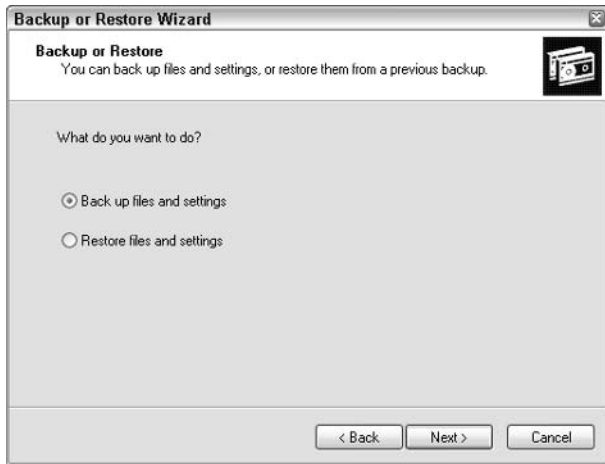 Backup or Restore Wizard
Backup or Restore
You can back up files and settings, or restore them from a previous backup.
What do you want to do?
Back up files and settings
Restore files and settings
< Back Next > Cancel